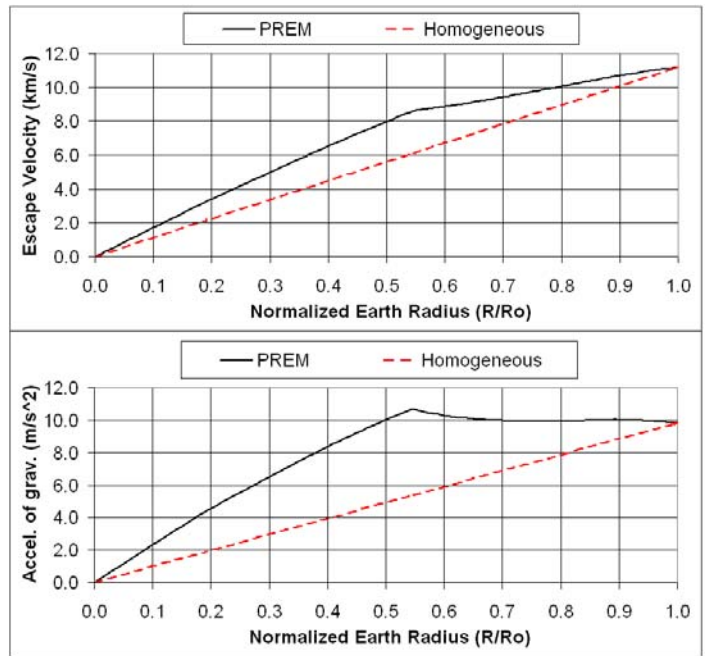 PREM Homogeneous
Escape Velocity (km/s)
12.0
10.0
8.0
6.0
4.0
2.0
0.0
0.0 0.1 0.2 0.3 0.4 0.5 0.6 0.7 0.8 0.9 1.0
Normalized Earth Radius (R/Ro)
PREM Homogeneous
Accel. of grav. (m/s^2)
12.0
10.0
8.0
6.0
4.0
2.0
0.0
0.0 0.1 0.2 0.3 0.4 0.5 0.6 0.7 0.8 0.9 1.0
Normalized Earth Radius (R/Ro)